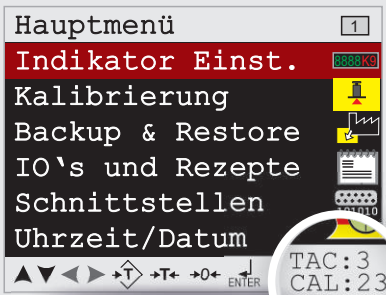 Hauptmenü 1
Indikator Einst. 8888K9
Kalibrierung
Backup & Restore
IO‘s und Rezepte
Schnittstellen 101010
Uhrzeit/Datum
→T← →0← ENTER
TAC:3
CAL:23